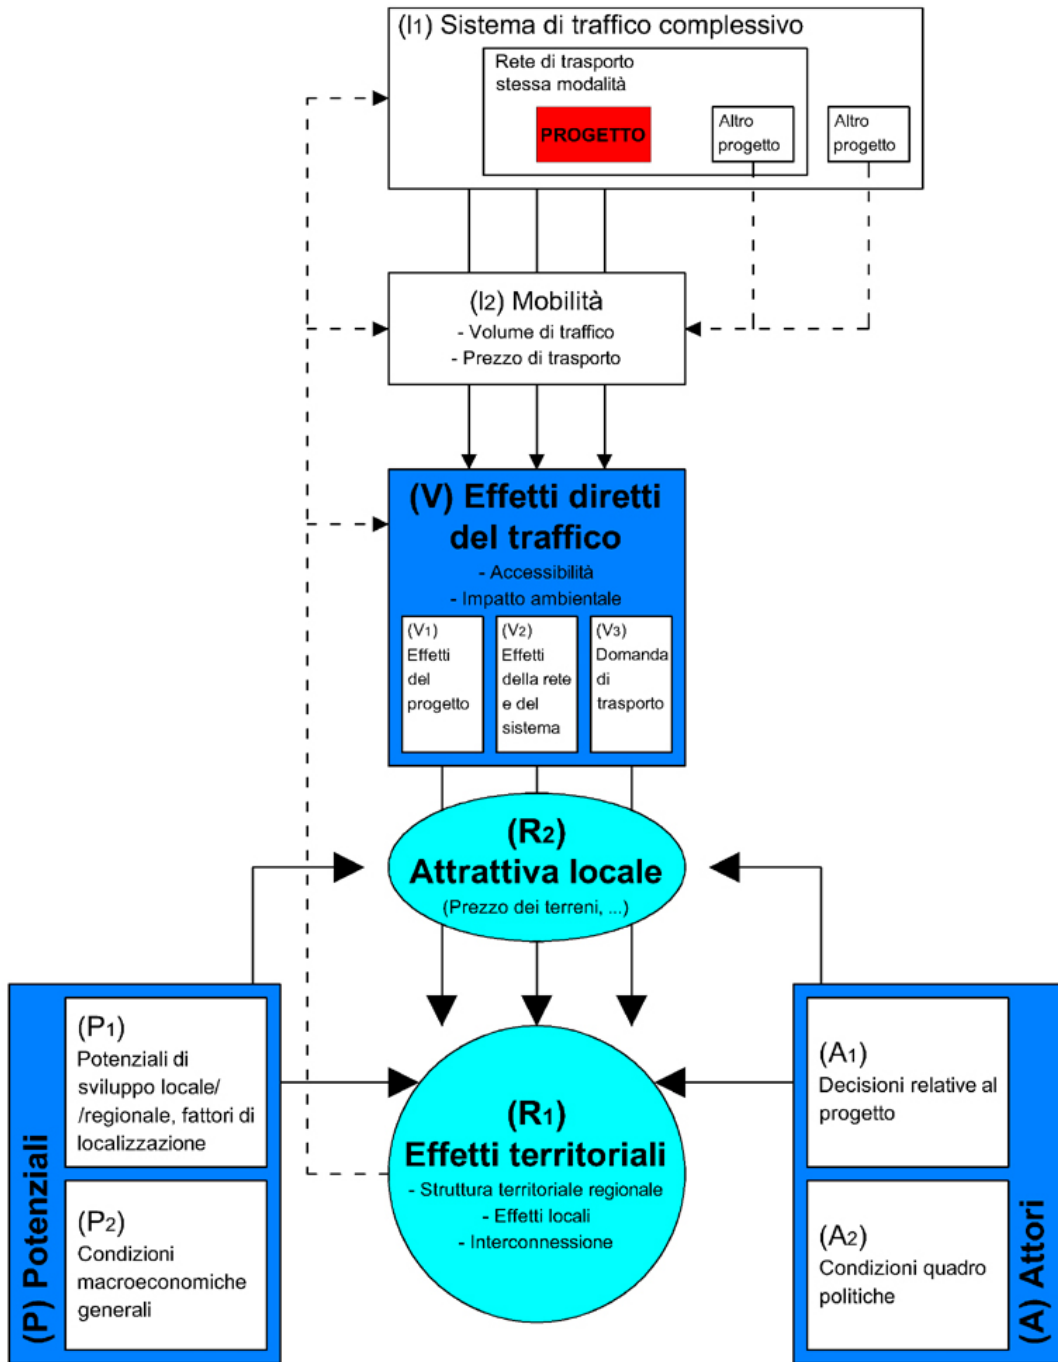 (I1) Sistema di traffico complessivo
Rete di trasporto
stessa modalità
PROGETTO
Altro
progetto
Altro
progetto
(I2) Mobilità
- Volume di traffico
- Prezzo di trasporto
(V) Effetti diretti
del traffico
- Accessibilità
- Impatto ambientale
(V1)
Effetti
del
progetto
(V2)
Effetti
della rete
e del
sistema
(V3)
Domanda
di
trasporto
(R2)
Attrattiva locale
(Prezzo dei terreni, ...)
(P) Potenziali
(P1)
Potenziali di
sviluppo locale/
/regionale, fattori di
localizzazione
(P2)
Condizioni
macroeconomiche
generali
(R1)
Effetti territoriali
- Struttura territoriale regionale
- Effetti locali
- Interconnessione
(A1)
Decisioni relative al
progetto
(A2)
Condizioni quadro
politiche
(A) Attori